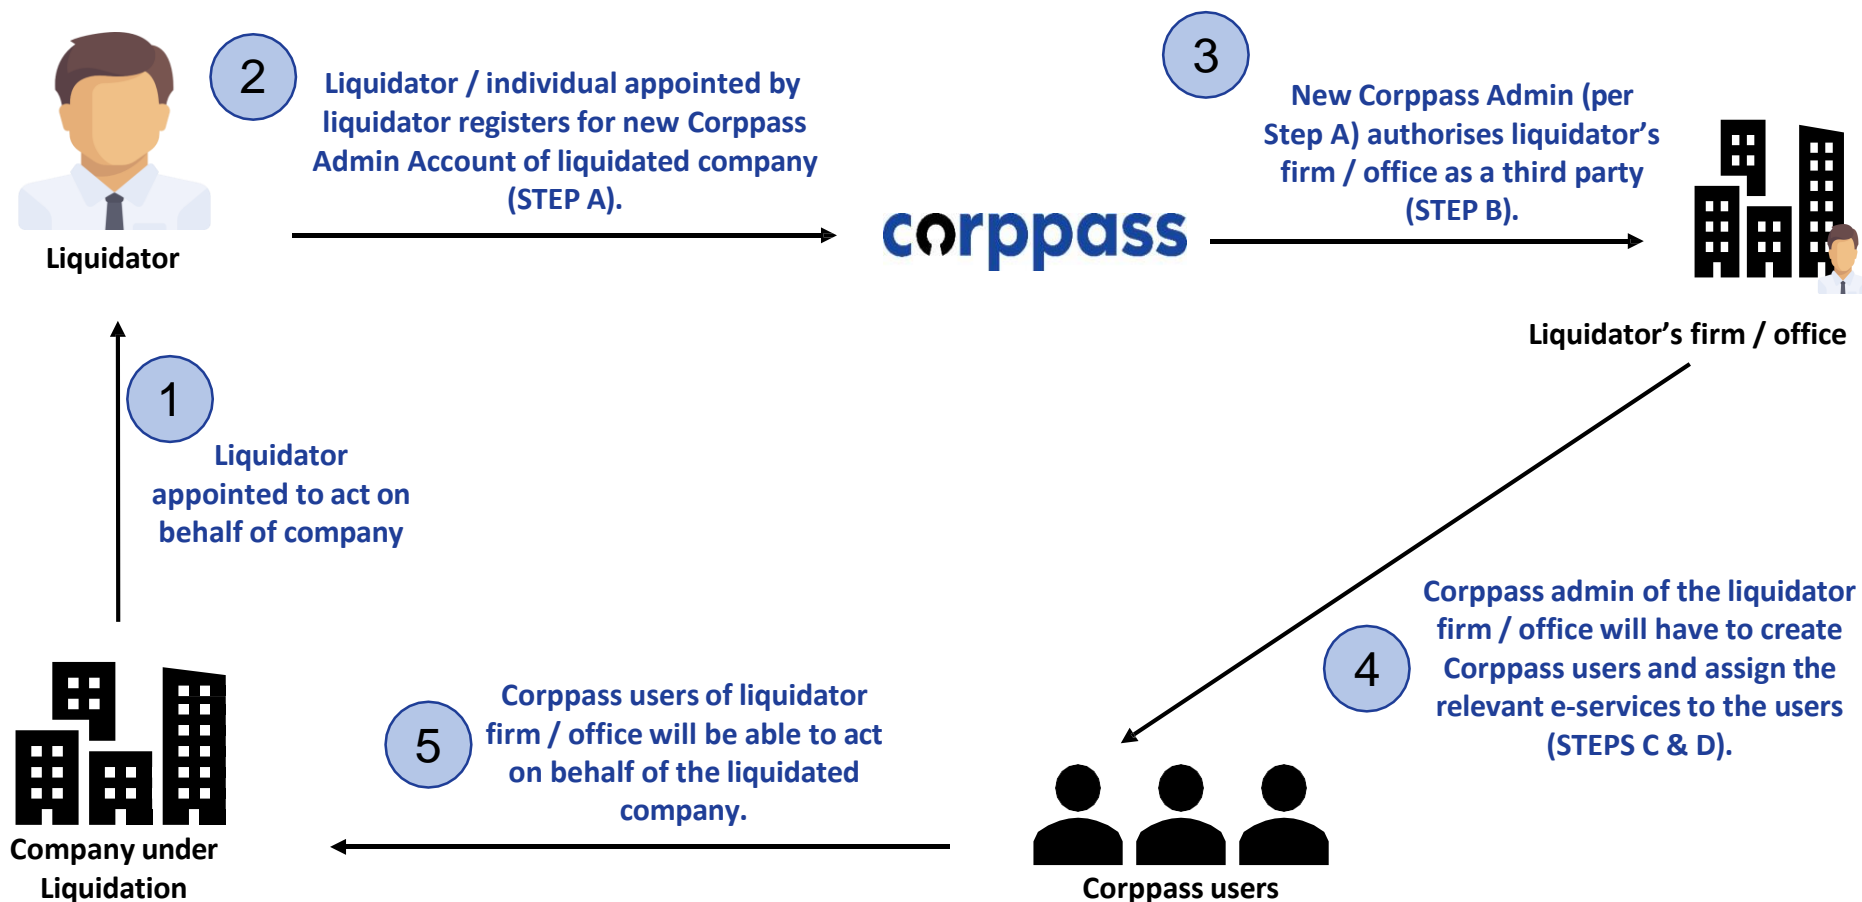 2
Liquidator / individual appointed by
liquidator registers for new Corppass
Admin Account of liquidated company
(STEP A).
3
New Corppass Admin (per
Step A) authorises liquidator’s
firm / office as a third party
(STEP B).
corppass
Liquidator
Liquidator’s firm / office
1
Liquidator
appointed to act on
behalf of company
4
Corppass admin of the liquidator
firm / office will have to create
Corppass users and assign the
relevant e-services to the users
(STEPS C & D).
5
Corppass users of liquidator
firm / office will be able to act
on behalf of the liquidated
company.
Company under
Liquidation
Corppass users